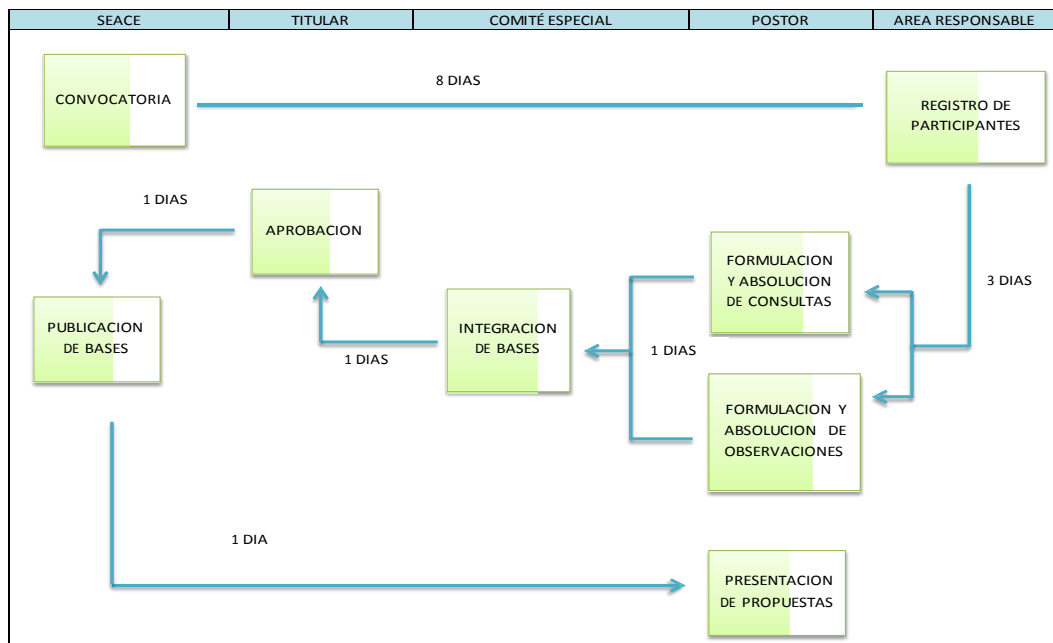 SEACE
TITULAR
COMITÉ ESPECIAL
POSTOR
AREA RESPONSABLE
CONVOCATORIA
8 DIAS
REGISTRO DE
PARTICIPANTES
1 DIAS
APROBACION
FORMULACION
Y ABSOLUCION
DE CONSULTAS
3 DIAS
PUBLICACION
DE BASES
INTEGRACION
DE BASES
1 DIAS
1 DIAS
FORMULACION Y
ABSOLUCION DE
OBSERVACIONES
1 DIA
PRESENTACION
DE PROPUESTAS